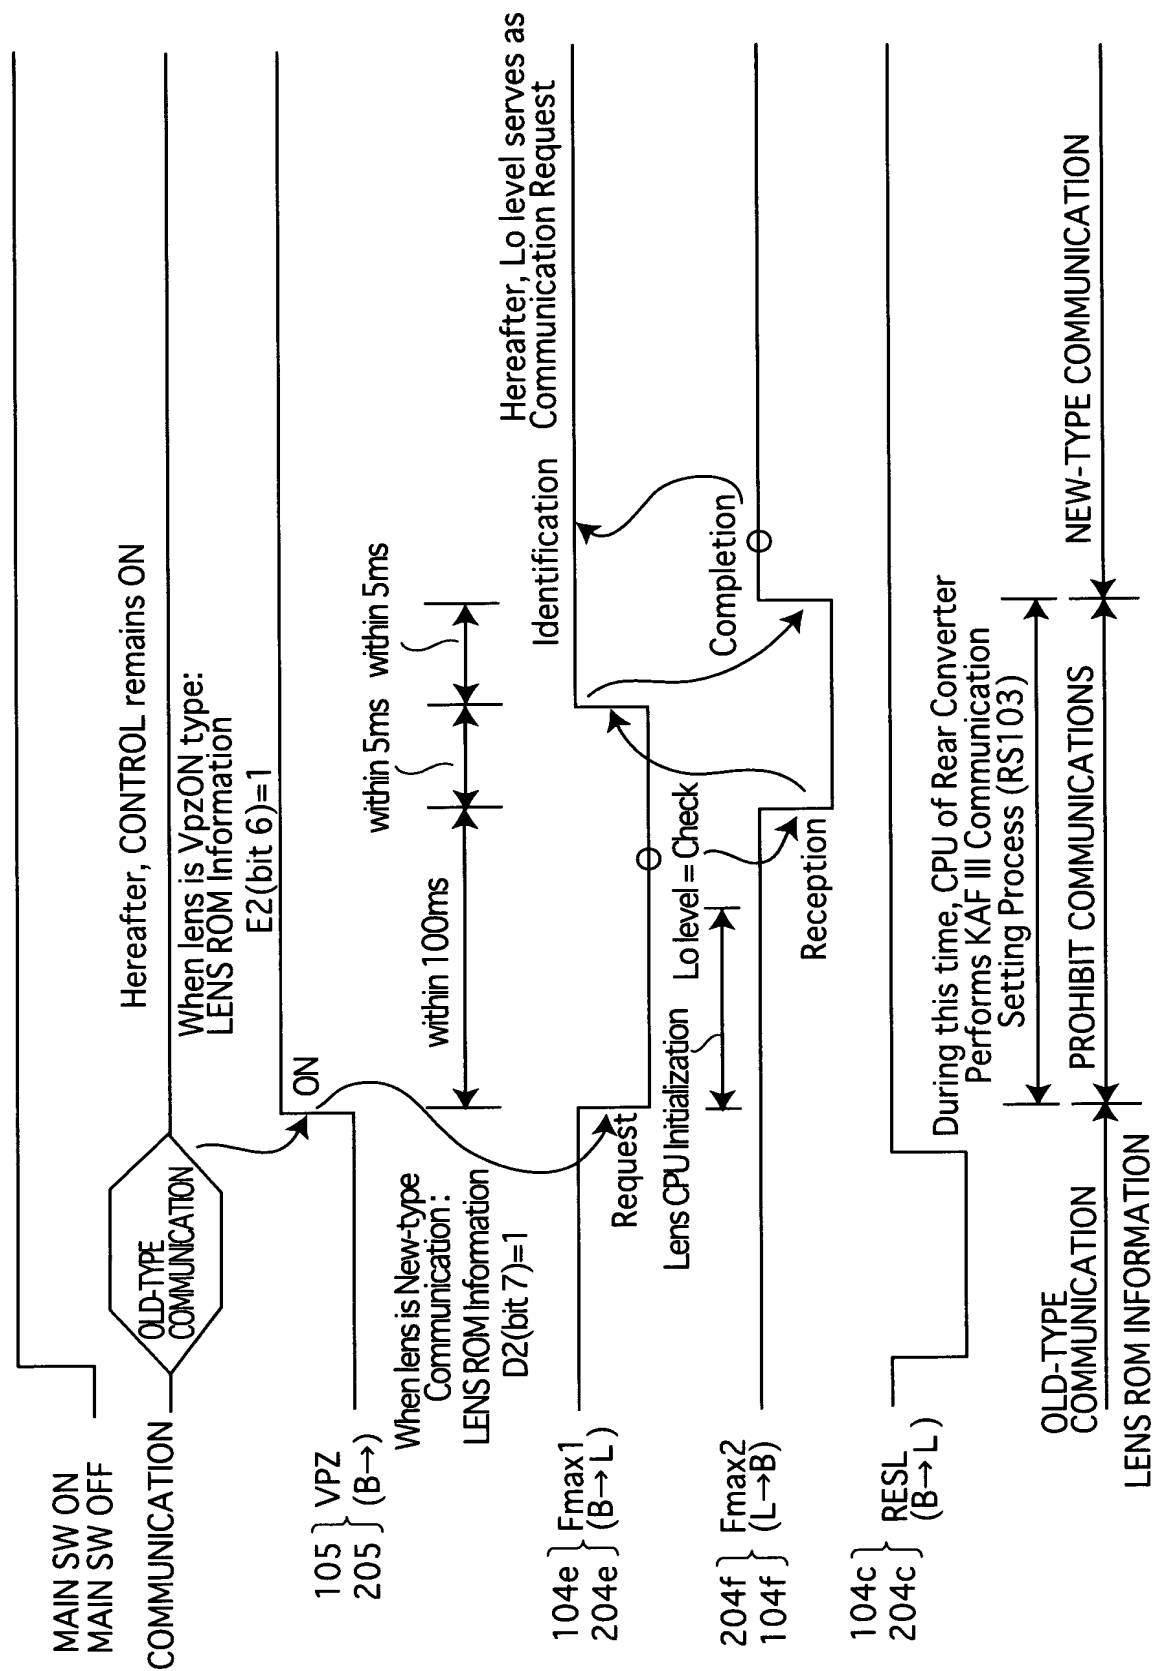 MAIN SW ON
MAIN SW OFF
COMMUNICATION
OLD-TYPE
COMMUNICATION
Hereafter, CONTROL remains ON
When lens is VpzON type:
LENS ROM Information
E2(bit 6)=1
105
205
VPZ
(B→)
ON
within 100ms
within 5ms
within 5ms
When lens is New-type
Communication:
LENS ROM Information
D2(bit 7)=1
104e
204e
Fmax1
(B→L)
Request
Identification
Hereafter, Lo level serves as
Communication Request
Lens CPU Initialization
Lo level = Check
204f
104f
Fmax2
(L→B)
Reception
Completion
104c
204c
RESL
(B→L)
During this time, CPU of Rear Converter
Performs KAF III Communication
Setting Process (RS103)
OLD-TYPE
COMMUNICATION
PROHIBIT COMMUNICATIONS
NEW-TYPE COMMUNICATION
LENS ROM INFORMATION